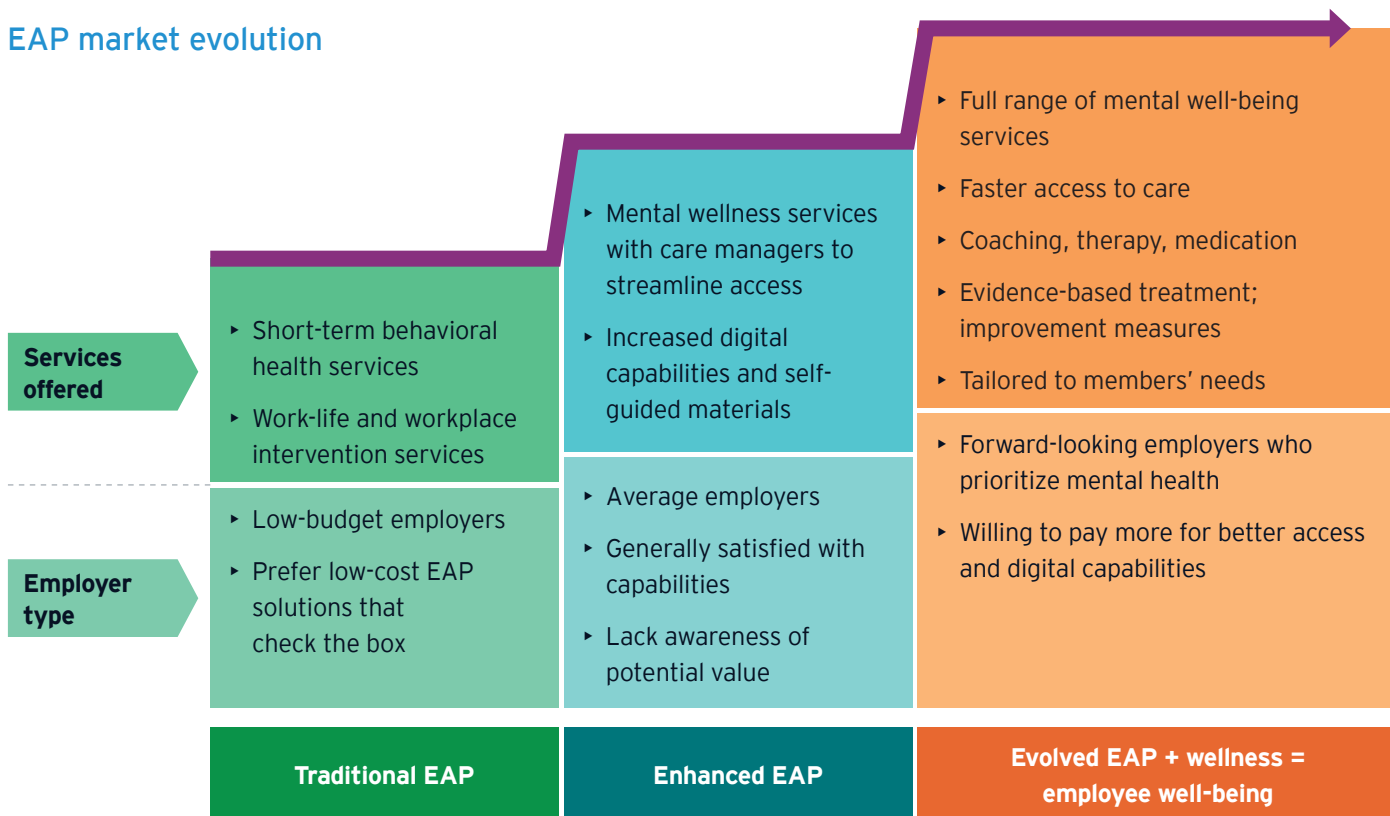 EAP market evolution
Services
offered
▸ Short-term behavioral
health services
▸ Work-life and workplace
intervention services
▸ Mental wellness services
with care managers to
streamline access
▸ Increased digital
capabilities and self-
guided materials
▸ Full range of mental well-being
services
▸ Faster access to care
▸ Coaching, therapy, medication
▸ Evidence-based treatment;
improvement measures
▸ Tailored to members’ needs
Employer
type
▸ Low-budget employers
▸ Prefer low-cost EAP
solutions that
check the box
▸ Average employers
▸ Generally satisfied with
capabilities
▸ Lack awareness of
potential value
▸ Forward-looking employers who
prioritize mental health
▸ Willing to pay more for better access
and digital capabilities
Traditional EAP
Enhanced EAP
Evolved EAP + wellness =
employee well-being